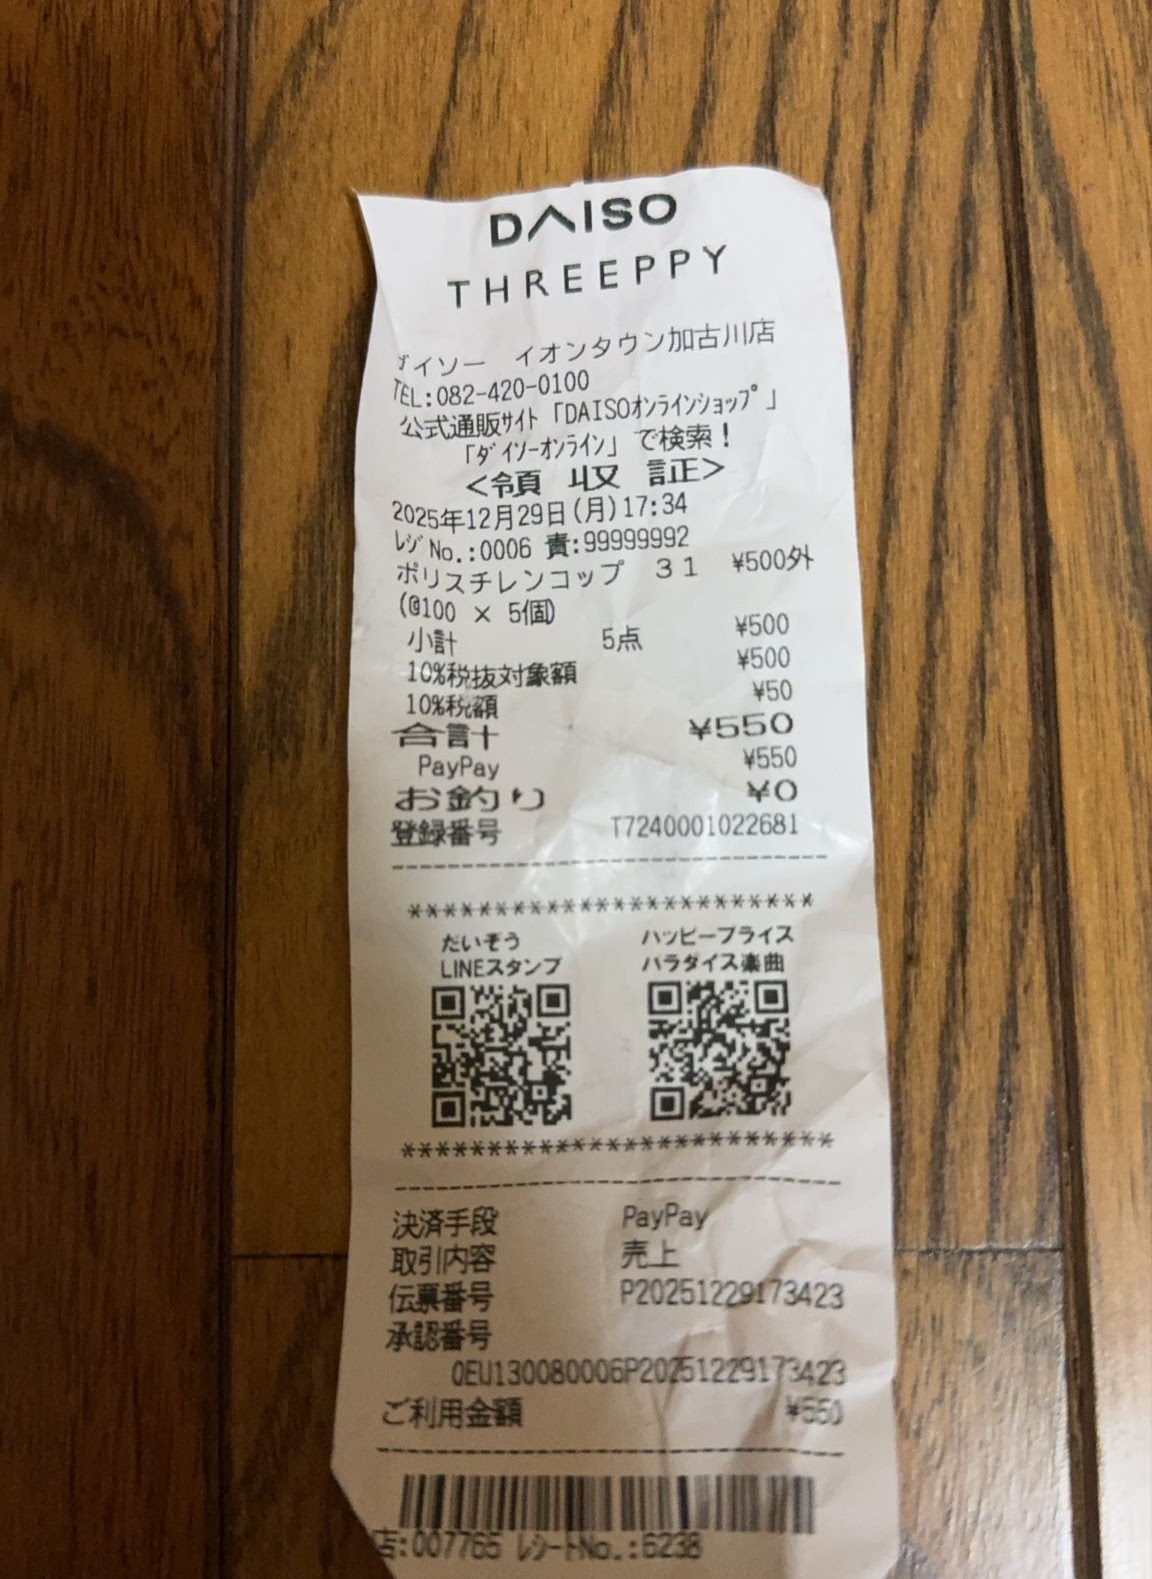 DAISO
THREEPPY
ダイソー　イオンタウン加古川店
TEL:082-420-0100
公式通販サイト「DAISOオンラインショップ」
「ダイソーオンライン」で検索！
<領 収 証>
2025年12月29日(月)17:34
レジNo.:0006 責:99999992
ポリスチレンコップ　３１　¥500外
(@100 × 5個)
小計 5点 ¥500
10%税抜対象額 ¥500
10%税額 ¥50
合計 ¥550
PayPay ¥550
お釣り ¥0
登録番号 T7240001022681
------------------------------
*************************
だいぞう ハッピープライス
LINEスタンプ パラダイス楽曲
*************************
------------------------------
決済手段 PayPay
取引内容 売上
伝票番号 P20251229173423
承認番号
0EU130080006P20251229173423
ご利用金額 ¥550
------------------------------
店:007765 レシートNo.:6238